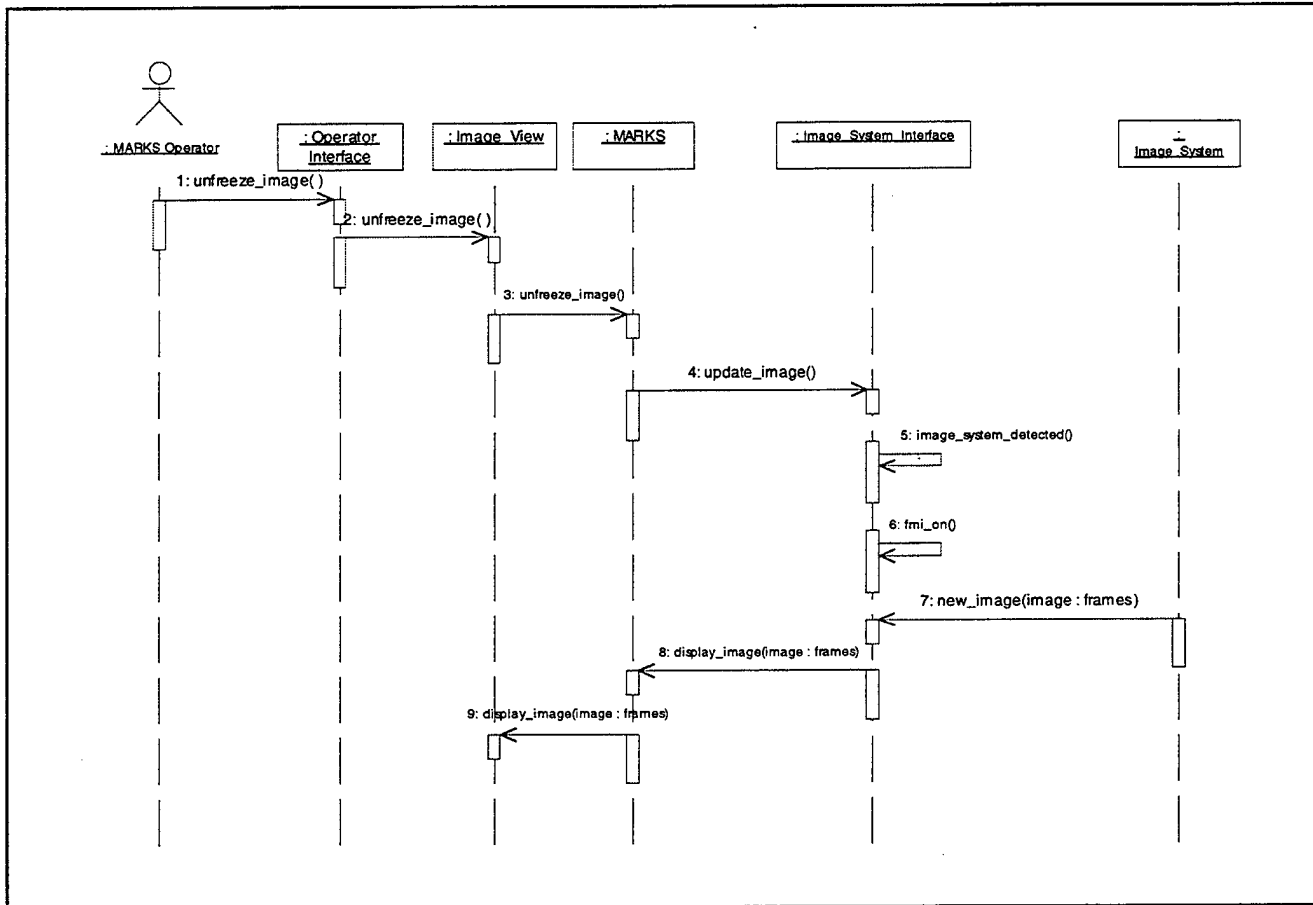 : MARKS Operator
: Operator
Interface
: Image_View
: MARKS
: Image_System_Interface
:
Image_System
1: unfreeze_image( )
2: unfreeze_image( )
3: unfreeze_image()
4: update_image()
5: image_system_detected()
6: fmi_on()
7: new_image(image : frames)
8: display_image(image : frames)
9: display_image(image : frames)